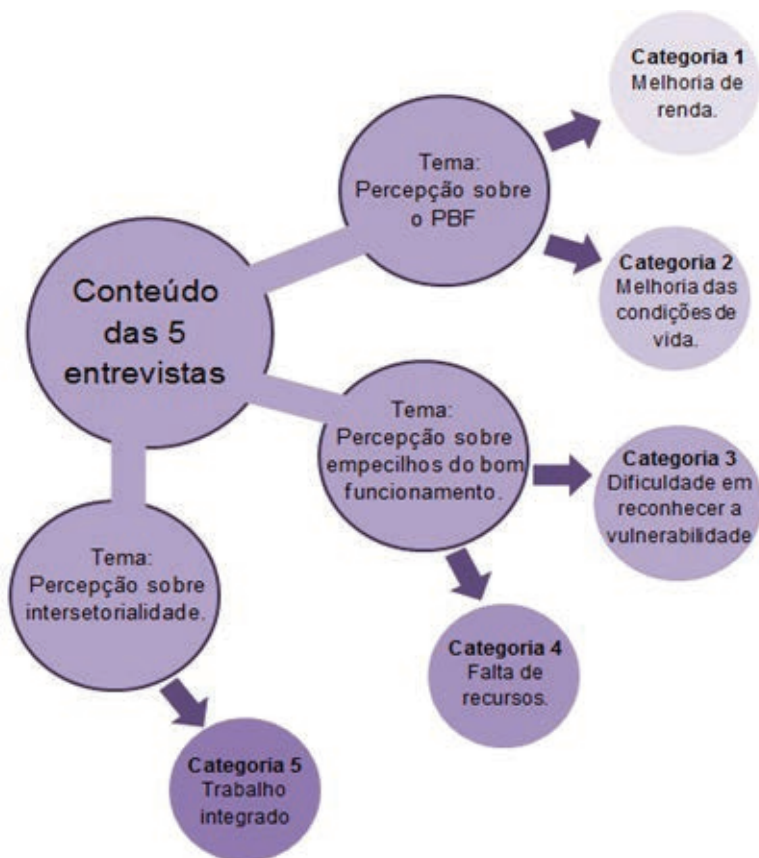 Conteúdo
das 5
entrevistas
Tema:
Percepção sobre
o PBF
Categoria 1
Melhoria de
renda.
Categoria 2
Melhoria das
condições de
vida.
Tema:
Percepção sobre
empecilhos do bom
funcionamento.
Categoria 3
Dificuldade em
reconhecer a
vulnerabilidade
Categoria 4
Falta de
recursos.
Tema:
Percepção sobre
intersetorialidade.
Categoria 5
Trabalho
integrado